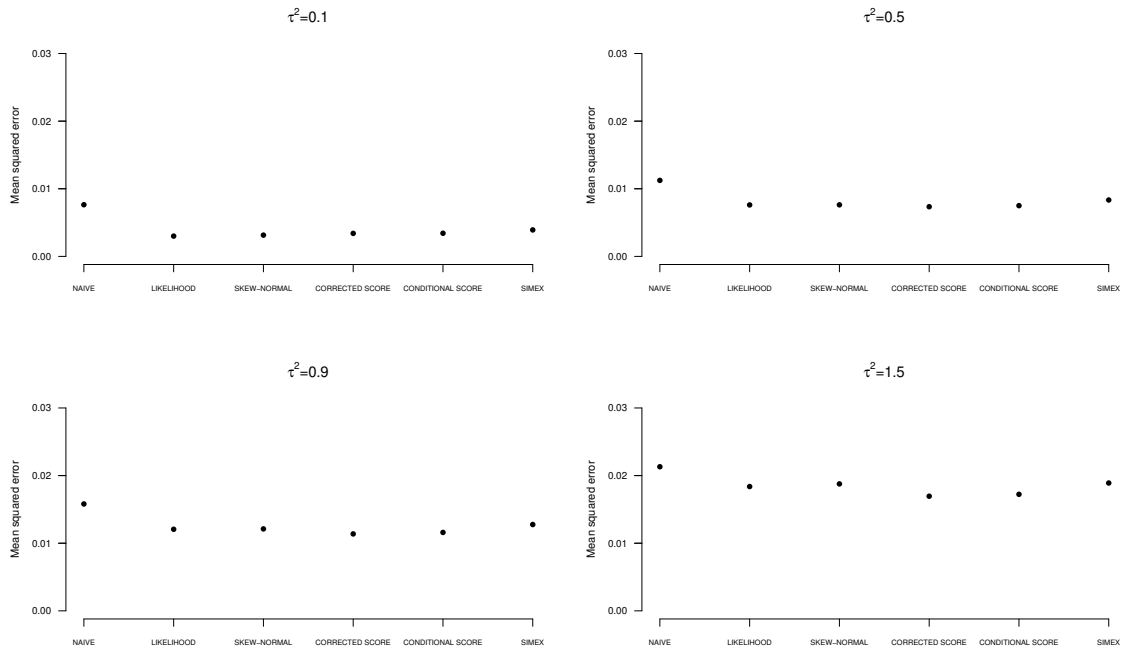 τ²=0.1
Mean squared error
0.03
0.02
0.01
0.00
NAIVE LIKELIHOOD SKEW−NORMAL CORRECTED SCORE CONDITIONAL SCORE SIMEX
τ²=0.5
Mean squared error
0.03
0.02
0.01
0.00
NAIVE LIKELIHOOD SKEW−NORMAL CORRECTED SCORE CONDITIONAL SCORE SIMEX
τ²=0.9
Mean squared error
0.03
0.02
0.01
0.00
NAIVE LIKELIHOOD SKEW−NORMAL CORRECTED SCORE CONDITIONAL SCORE SIMEX
τ²=1.5
Mean squared error
0.03
0.02
0.01
0.00
NAIVE LIKELIHOOD SKEW−NORMAL CORRECTED SCORE CONDITIONAL SCORE SIMEX